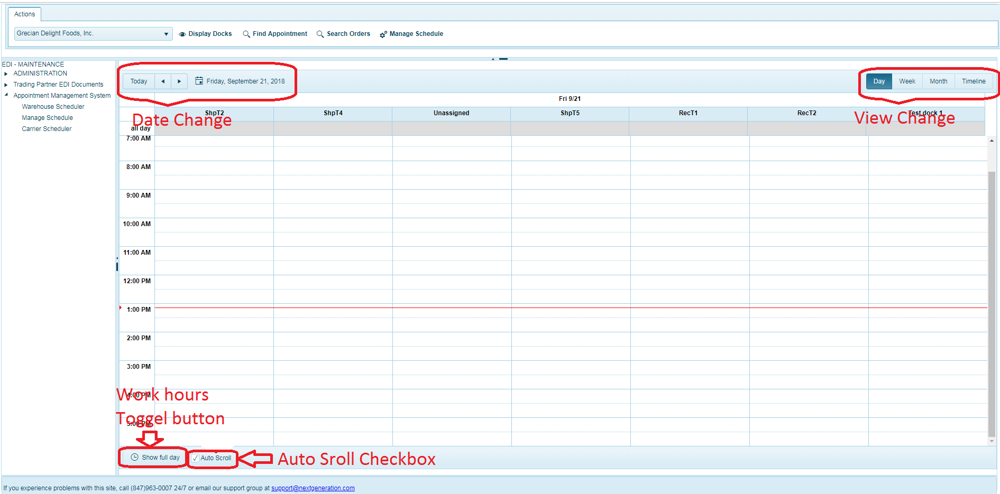 Actions
Grecian Delight Foods, Inc. Display Docks Find Appointment Search Orders Manage Schedule
EDI - MAINTENANCE
ADMINISTRATION
Trading Partner EDI Documents
Appointment Management System
Warehouse Scheduler
Manage Schedule
Carrier Scheduler
Today Friday, September 21, 2018 Day Week Month Timeline
Fri 9/21
ShpT2 ShpT4 Unassigned ShpT5 RecT1 RecT2 Test dock 1
Date Change View Change
all day
7:00 AM
8:00 AM
9:00 AM
10:00 AM
11:00 AM
12:00 PM
1:00 PM
2:00 PM
3:00 PM
4:00 PM
Work hours
Toggel button
5:00 PM
Show full day Auto Scroll Auto Sroll Checkbox
If you experience problems with this site, call (847)963-0007 24/7 or email our support group at support@nextgeneration.com